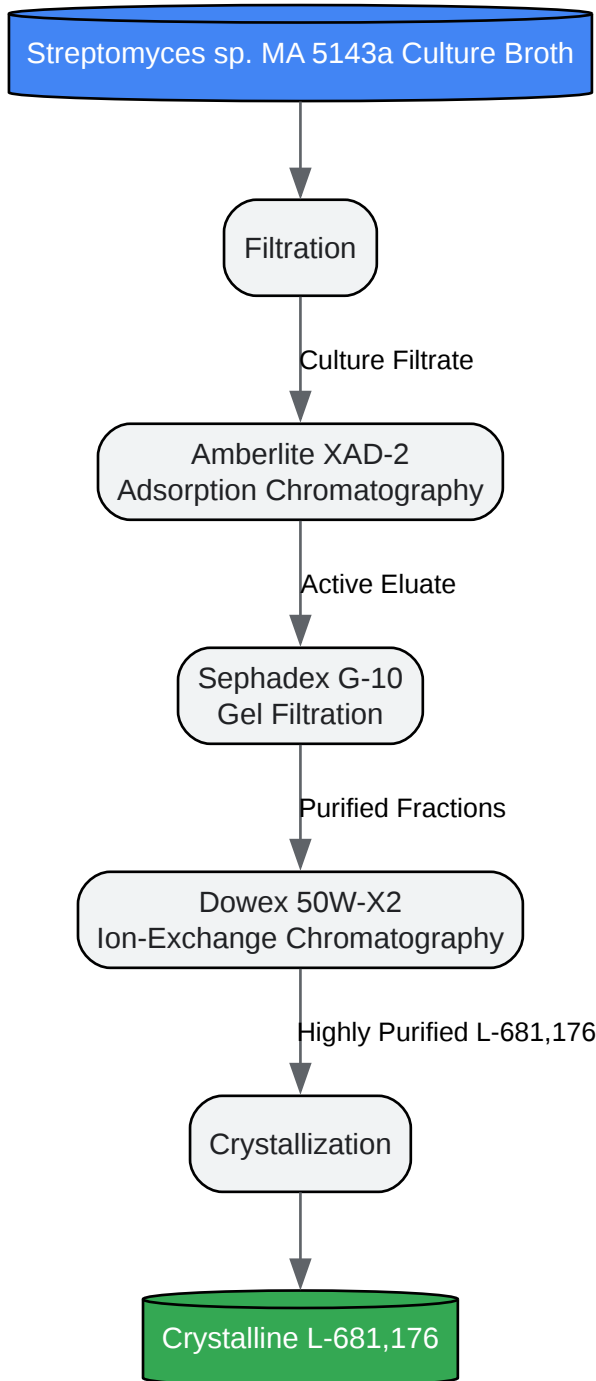 Streptomyces sp. MA 5143a Culture Broth
Filtration
Culture Filtrate
Amberlite XAD-2
Adsorption Chromatography
Active Eluate
Sephadex G-10
Gel Filtration
Purified Fractions
Dowex 50W-X2
Ion-Exchange Chromatography
Highly Purified L-681,176
Crystallization
Crystalline L-681,176